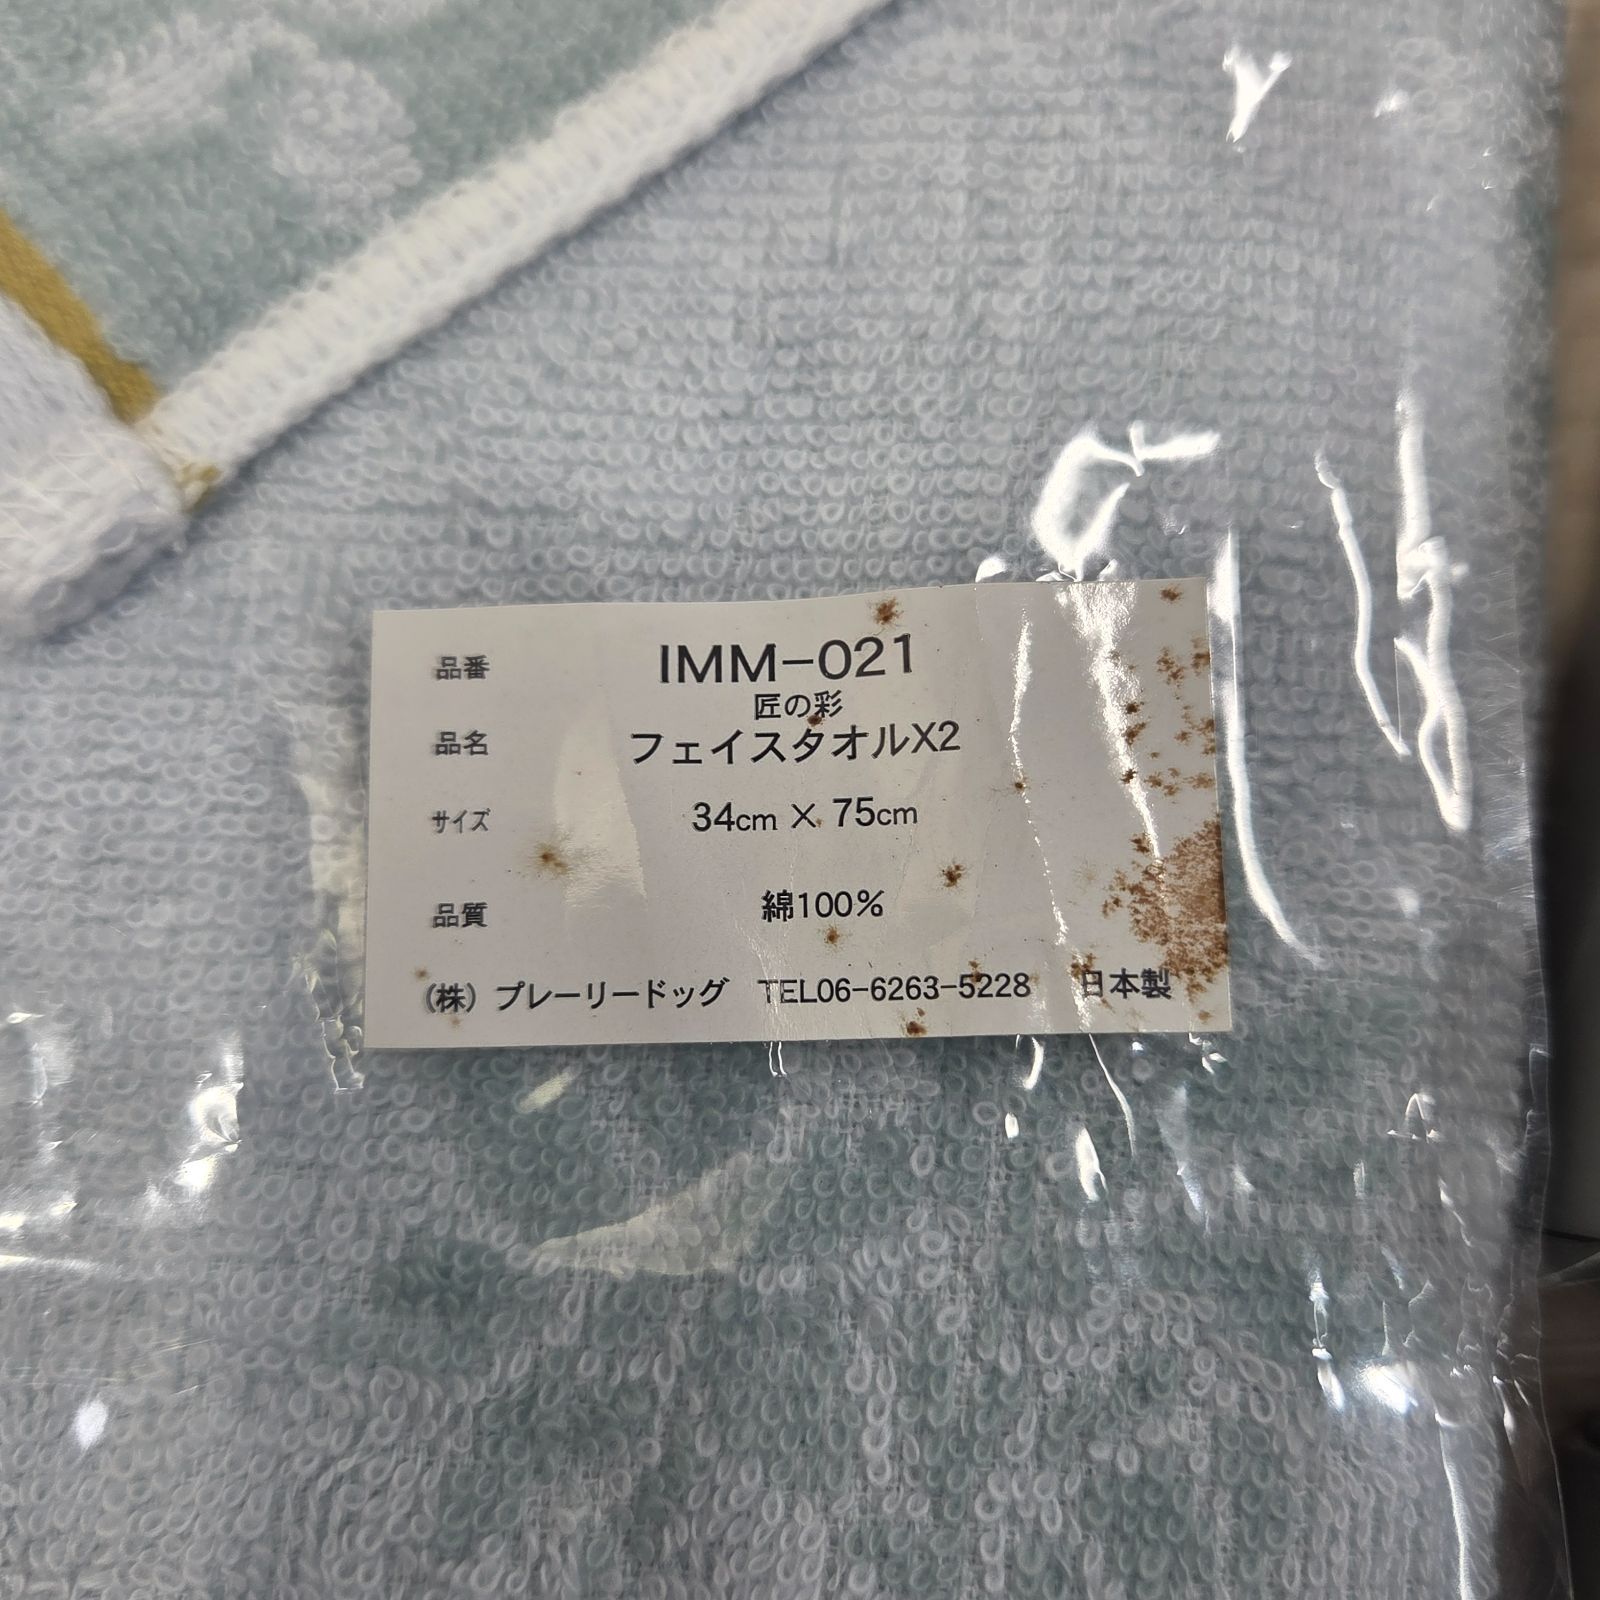 品番 IMM-021
匠の彩
品名 フェイスタオルX2
サイズ 34cm × 75cm
品質 綿100%
(株) プレーリードッグ TEL06-6263-5228 日本製